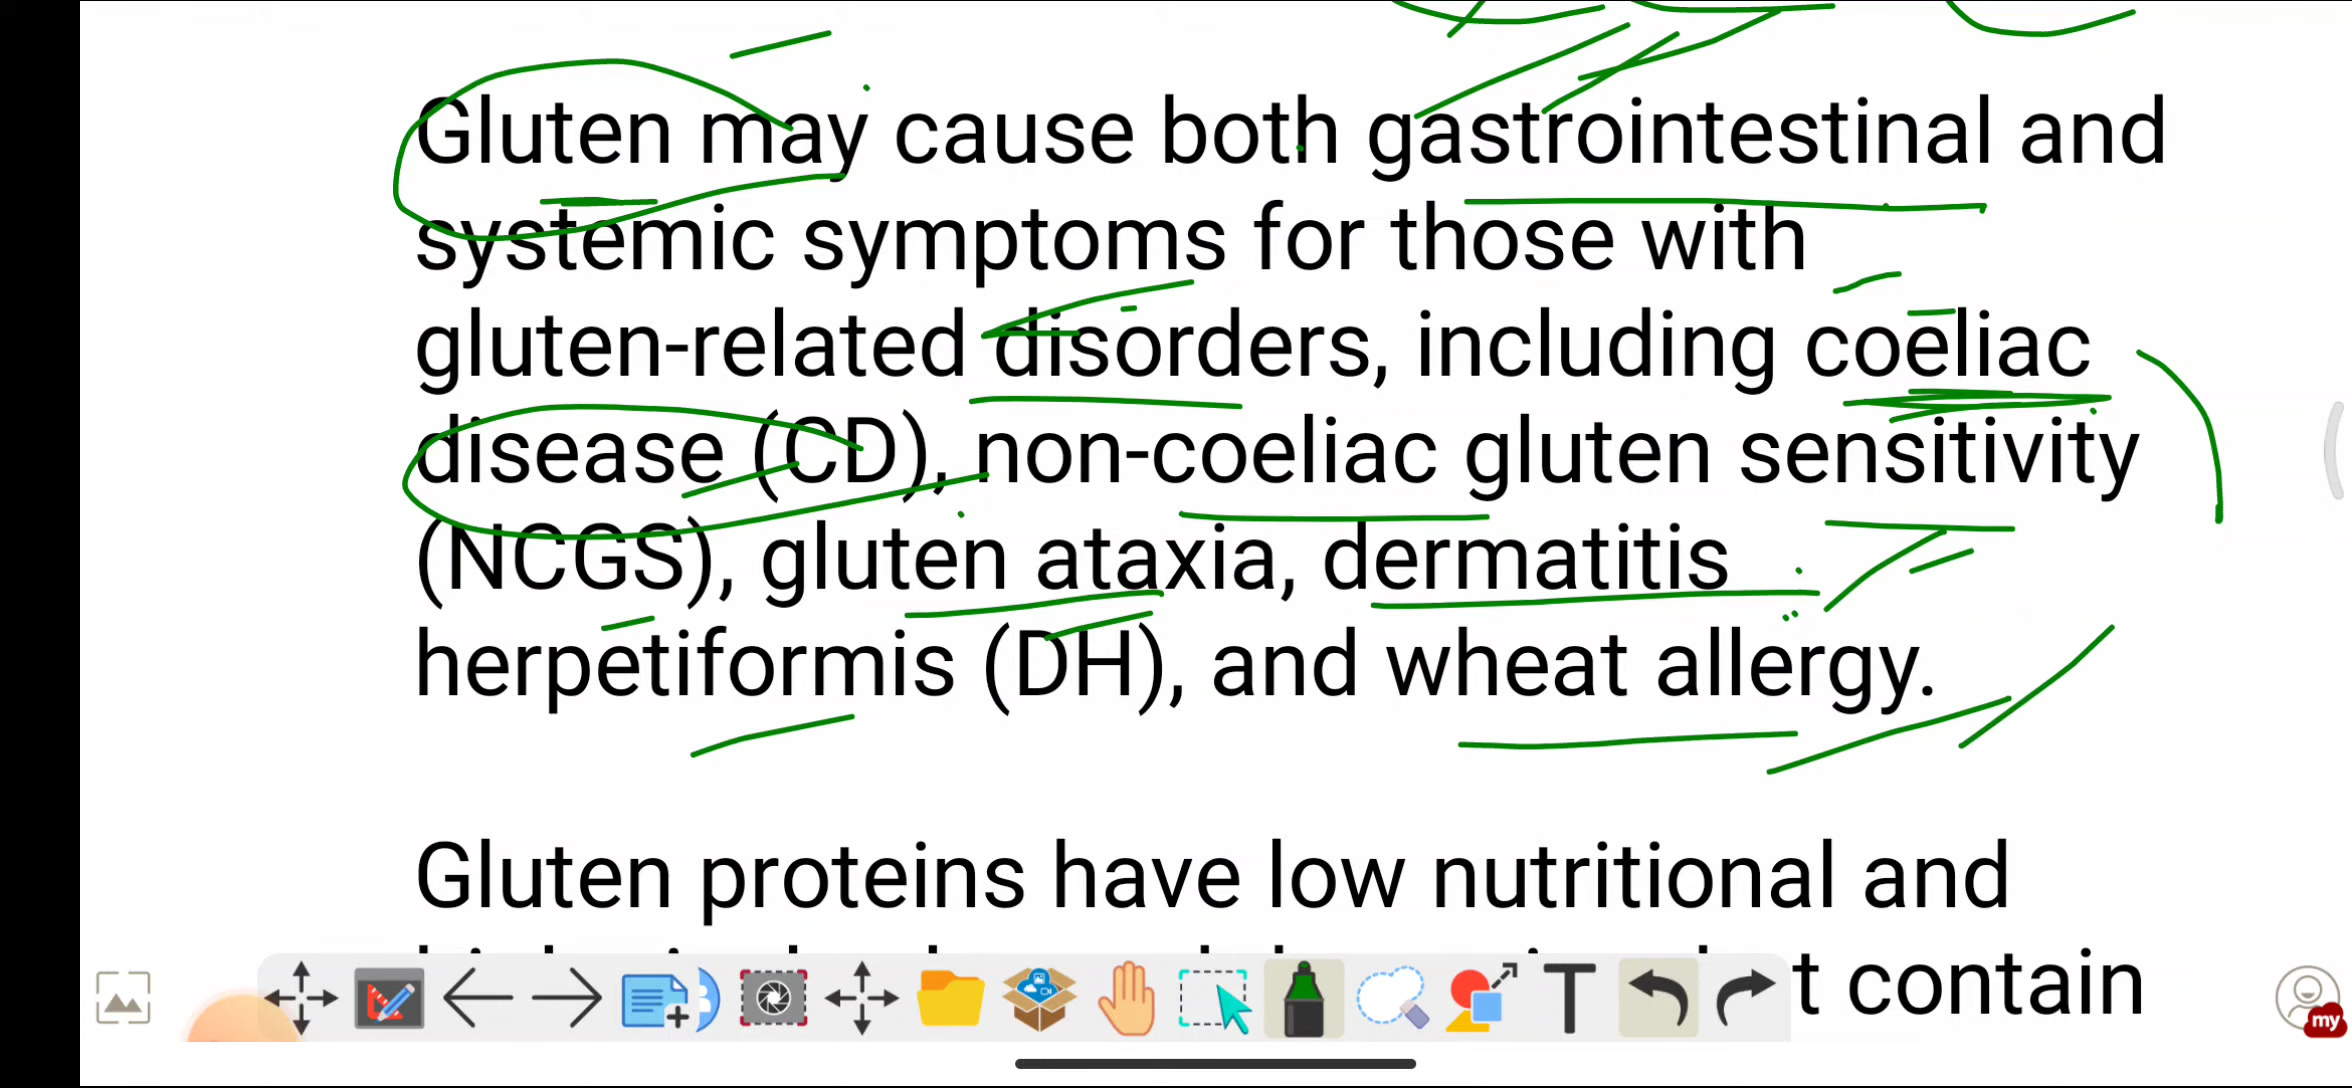 Gluten may cause both gastrointestinal and
systemic symptoms for those with
gluten-related disorders, including coeliac
disease (CD), non-coeliac gluten sensitivity
(NCGS), gluten ataxia, dermatitis
herpetiformis (DH), and wheat allergy.
Gluten proteins have low nutritional and
t contain
T
my